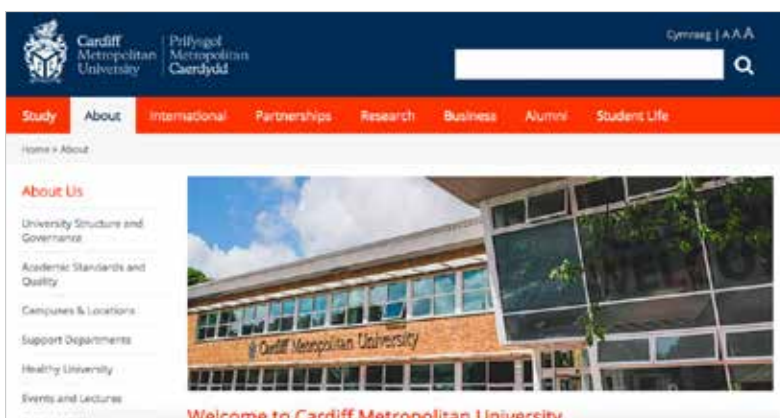 Cardiff
Metropolitan
University
Prifysgol
Metropolitan
Caerdydd
Cymraeg | A A A
Study About International Partnerships Research Business Alumni Student Life
Home > About
About Us
University Structure and
Governance
Academic Standards and
Quality
Campuses & Locations
Support Departments
Healthy University
Events and Lectures
Cardiff Metropolitan University
Welcome to Cardiff Metropolitan University